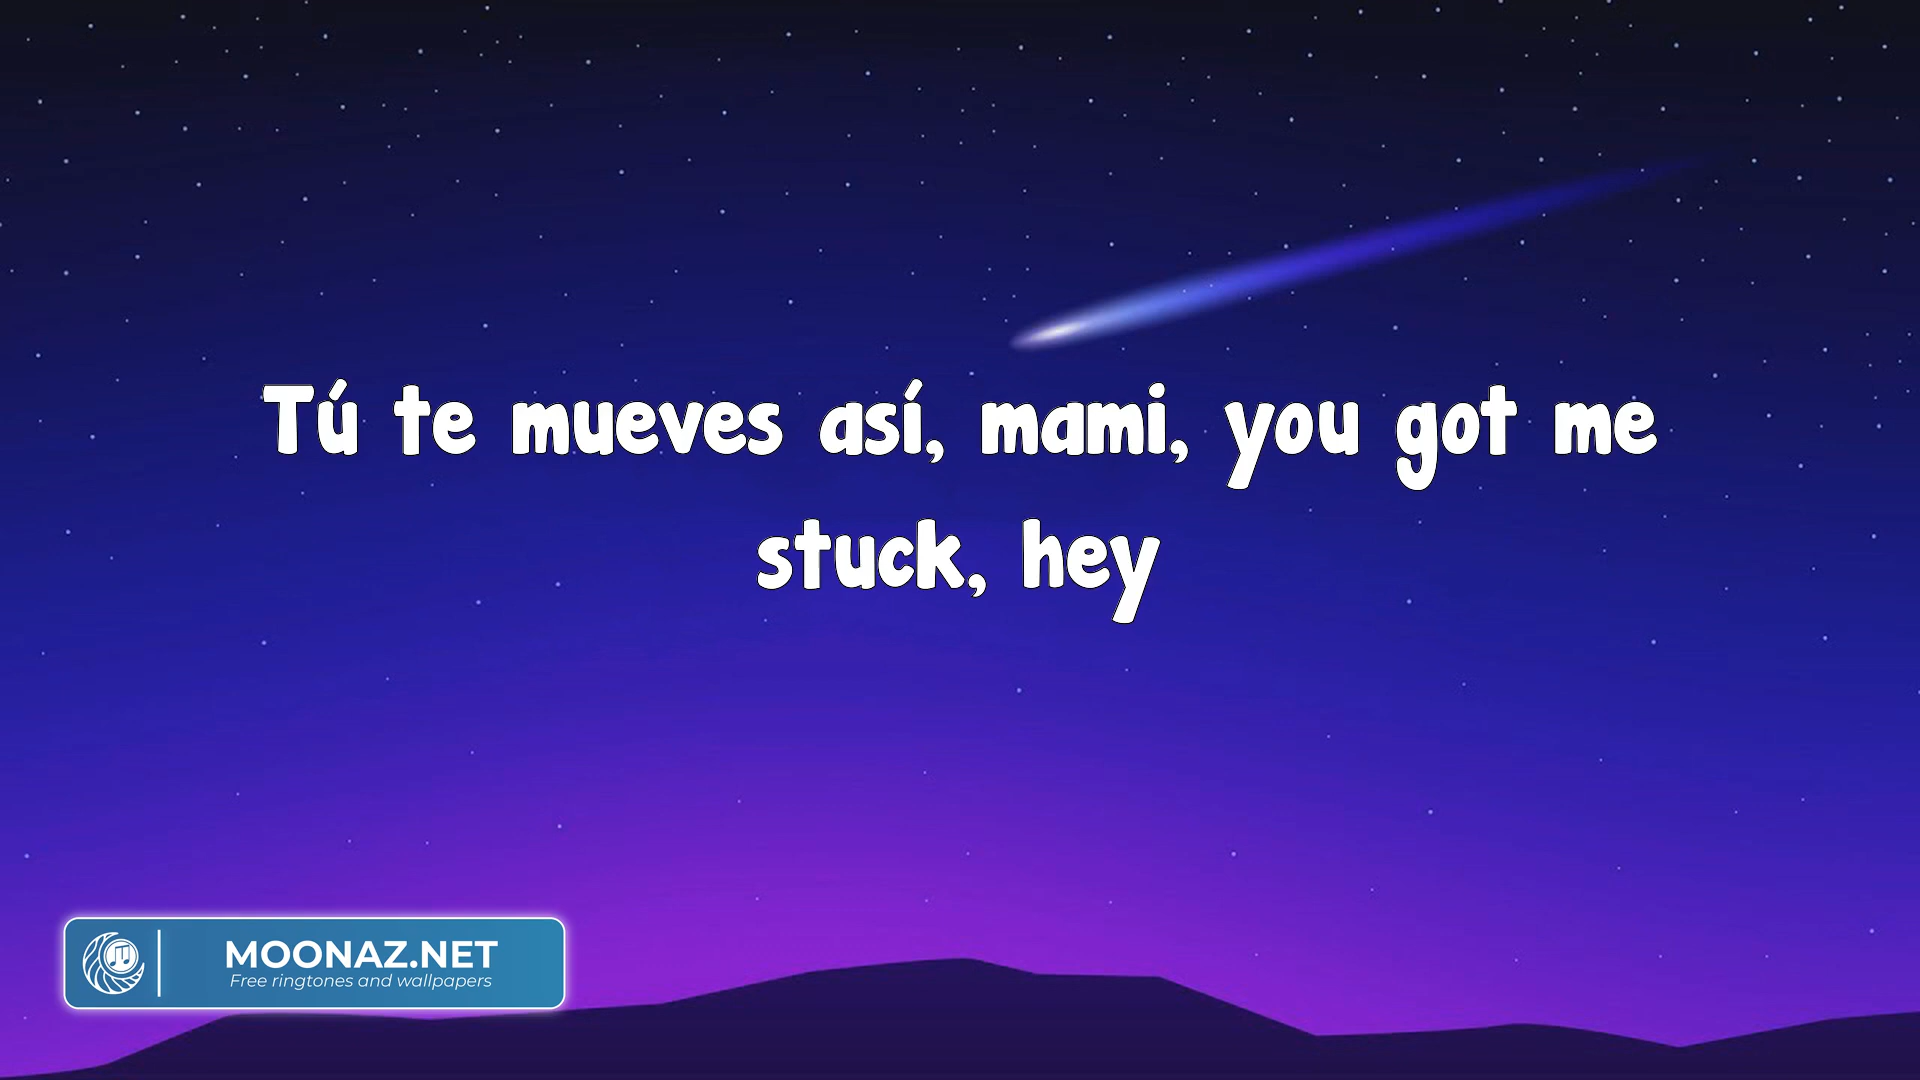 Tú te mueves así, mami, you got me
stuck, hey
MOONAZ.NET
Free ringtones and wallpapers